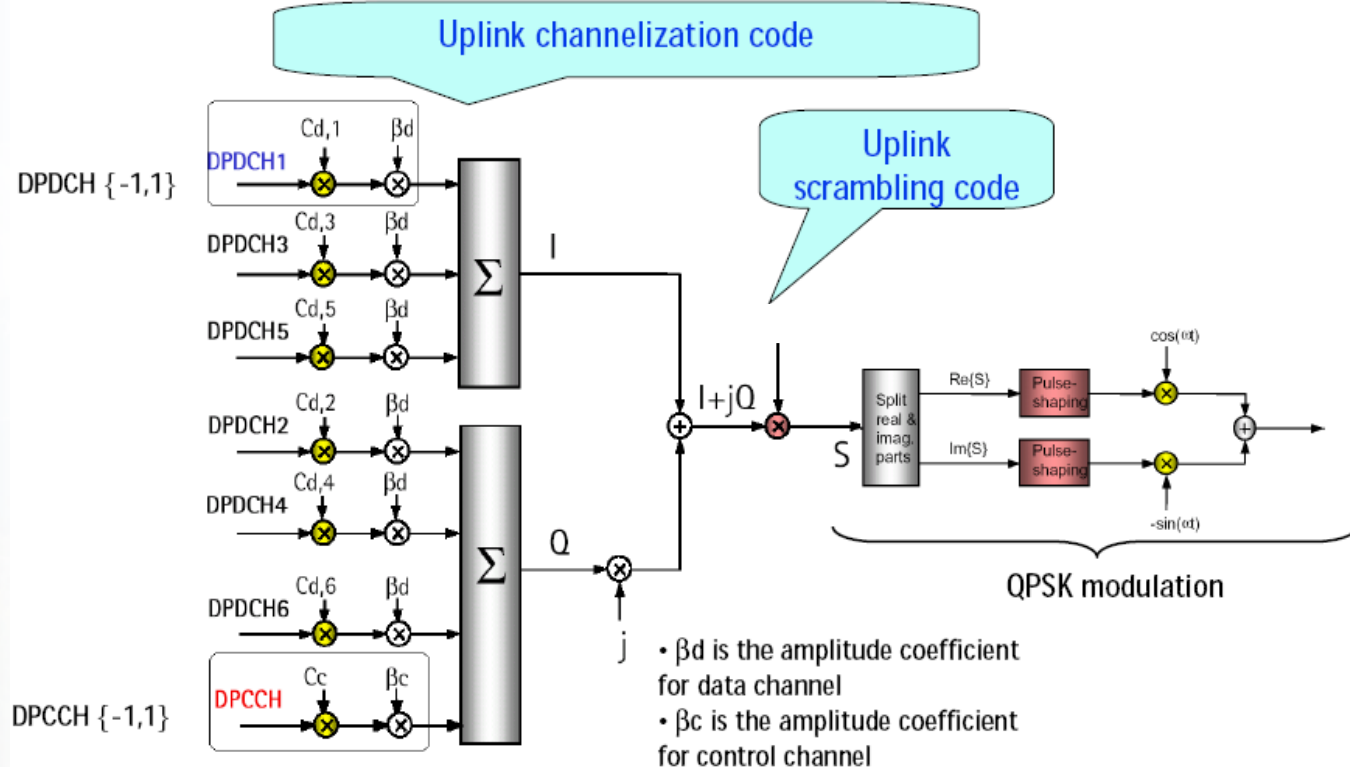 Uplink channelization code
Uplink
scrambling code
Cd,1
βd
DPDCH1
DPDCH {-1,1}
Cd,3
βd
DPDCH3
Cd,5
βd
DPDCH5
Σ
I
Cd,2
βd
DPDCH2
Cd,4
βd
DPDCH4
Cd,6
βd
DPDCH6
Cc
βc
DPCCH
DPCCH {-1,1}
Σ
Q
j
I+jQ
S
Split
real &
imag.
parts
Re{S}
Im{S}
Pulse-
shaping
Pulse-
shaping
cos(ωt)
-sin(ωt)
QPSK modulation
• βd is the amplitude coefficient
for data channel
• βc is the amplitude coefficient
for control channel